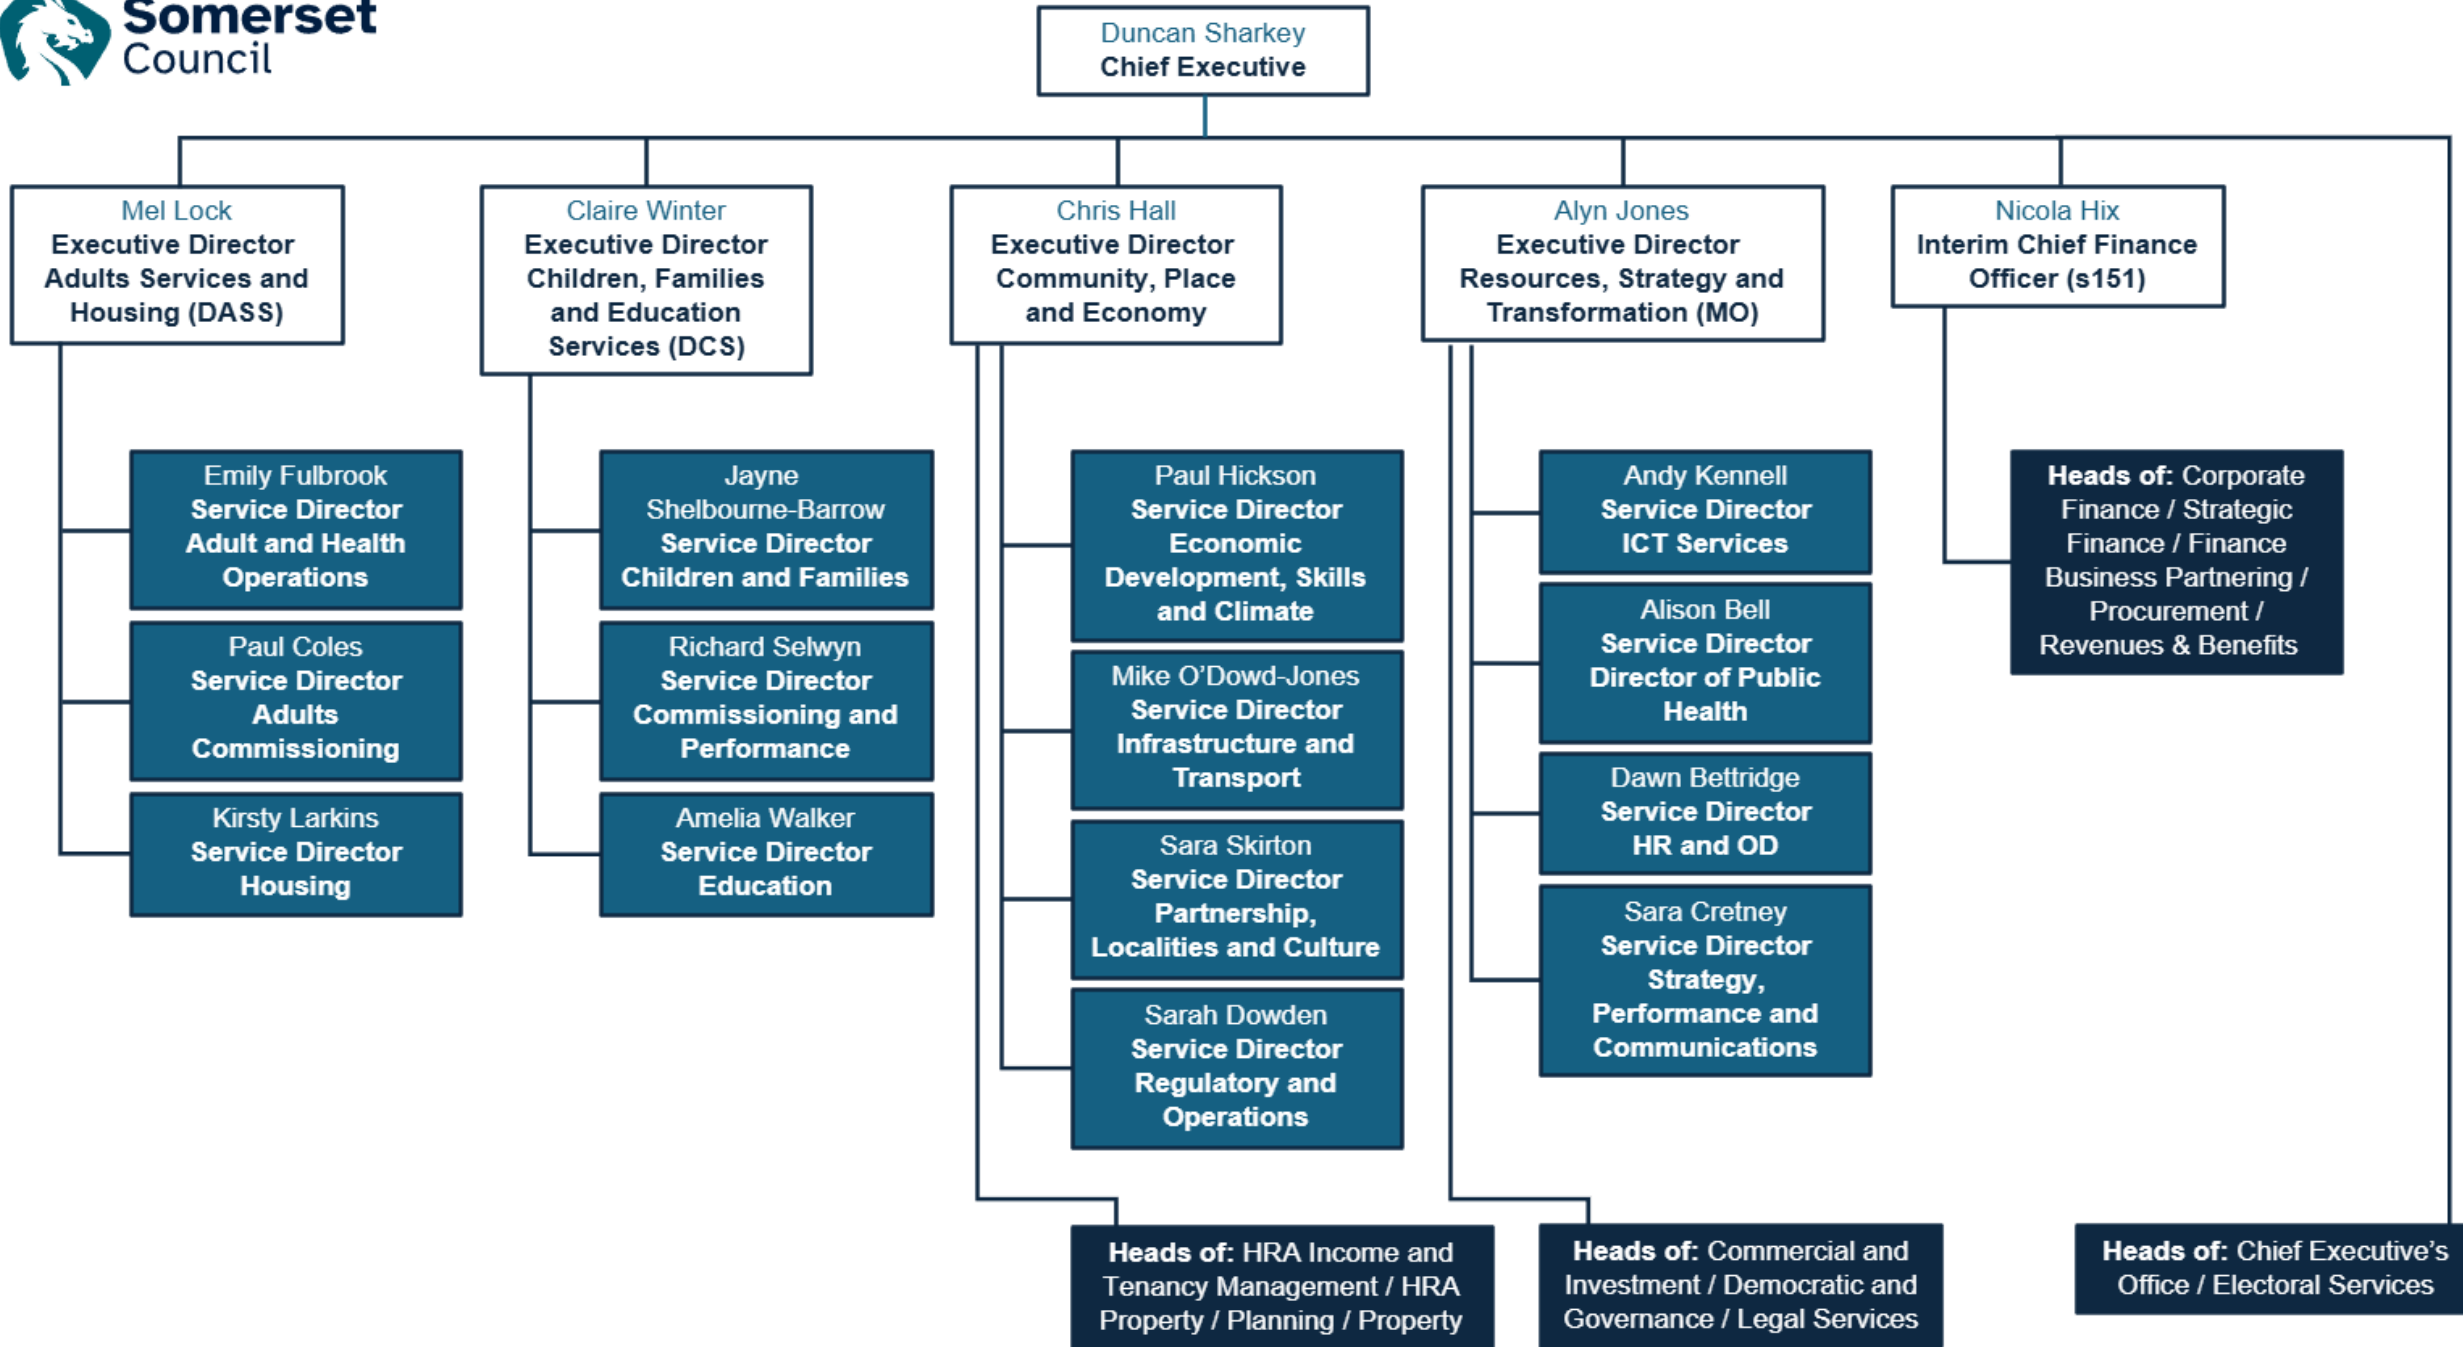 Somerset
Council
Duncan Sharkey
Chief Executive
Mel Lock
Executive Director
Adults Services and
Housing (DASS)
Emily Fulbrook
Service Director
Adult and Health
Operations
Paul Coles
Service Director
Adults
Commissioning
Kirsty Larkins
Service Director
Housing
Claire Winter
Executive Director
Children, Families
and Education
Services (DCS)
Jayne
Shelbourne-Barrow
Service Director
Children and Families
Richard Selwyn
Service Director
Commissioning and
Performance
Amelia Walker
Service Director
Education
Chris Hall
Executive Director
Community, Place
and Economy
Paul Hickson
Service Director
Economic
Development, Skills
and Climate
Mike O’Dowd-Jones
Service Director
Infrastructure and
Transport
Sara Skirton
Service Director
Partnership,
Localities and Culture
Sarah Dowden
Service Director
Regulatory and
Operations
Heads of: HRA Income and
Tenancy Management / HRA
Property / Planning / Property
Alyn Jones
Executive Director
Resources, Strategy and
Transformation (MO)
Andy Kennell
Service Director
ICT Services
Alison Bell
Service Director
Director of Public
Health
Dawn Bettridge
Service Director
HR and OD
Sara Cretney
Service Director
Strategy,
Performance and
Communications
Heads of: Commercial and
Investment / Democratic and
Governance / Legal Services
Nicola Hix
Interim Chief Finance
Officer (s151)
Heads of: Corporate
Finance / Strategic
Finance / Finance
Business Partnering /
Procurement /
Revenues & Benefits
Heads of: Chief Executive’s
Office / Electoral Services